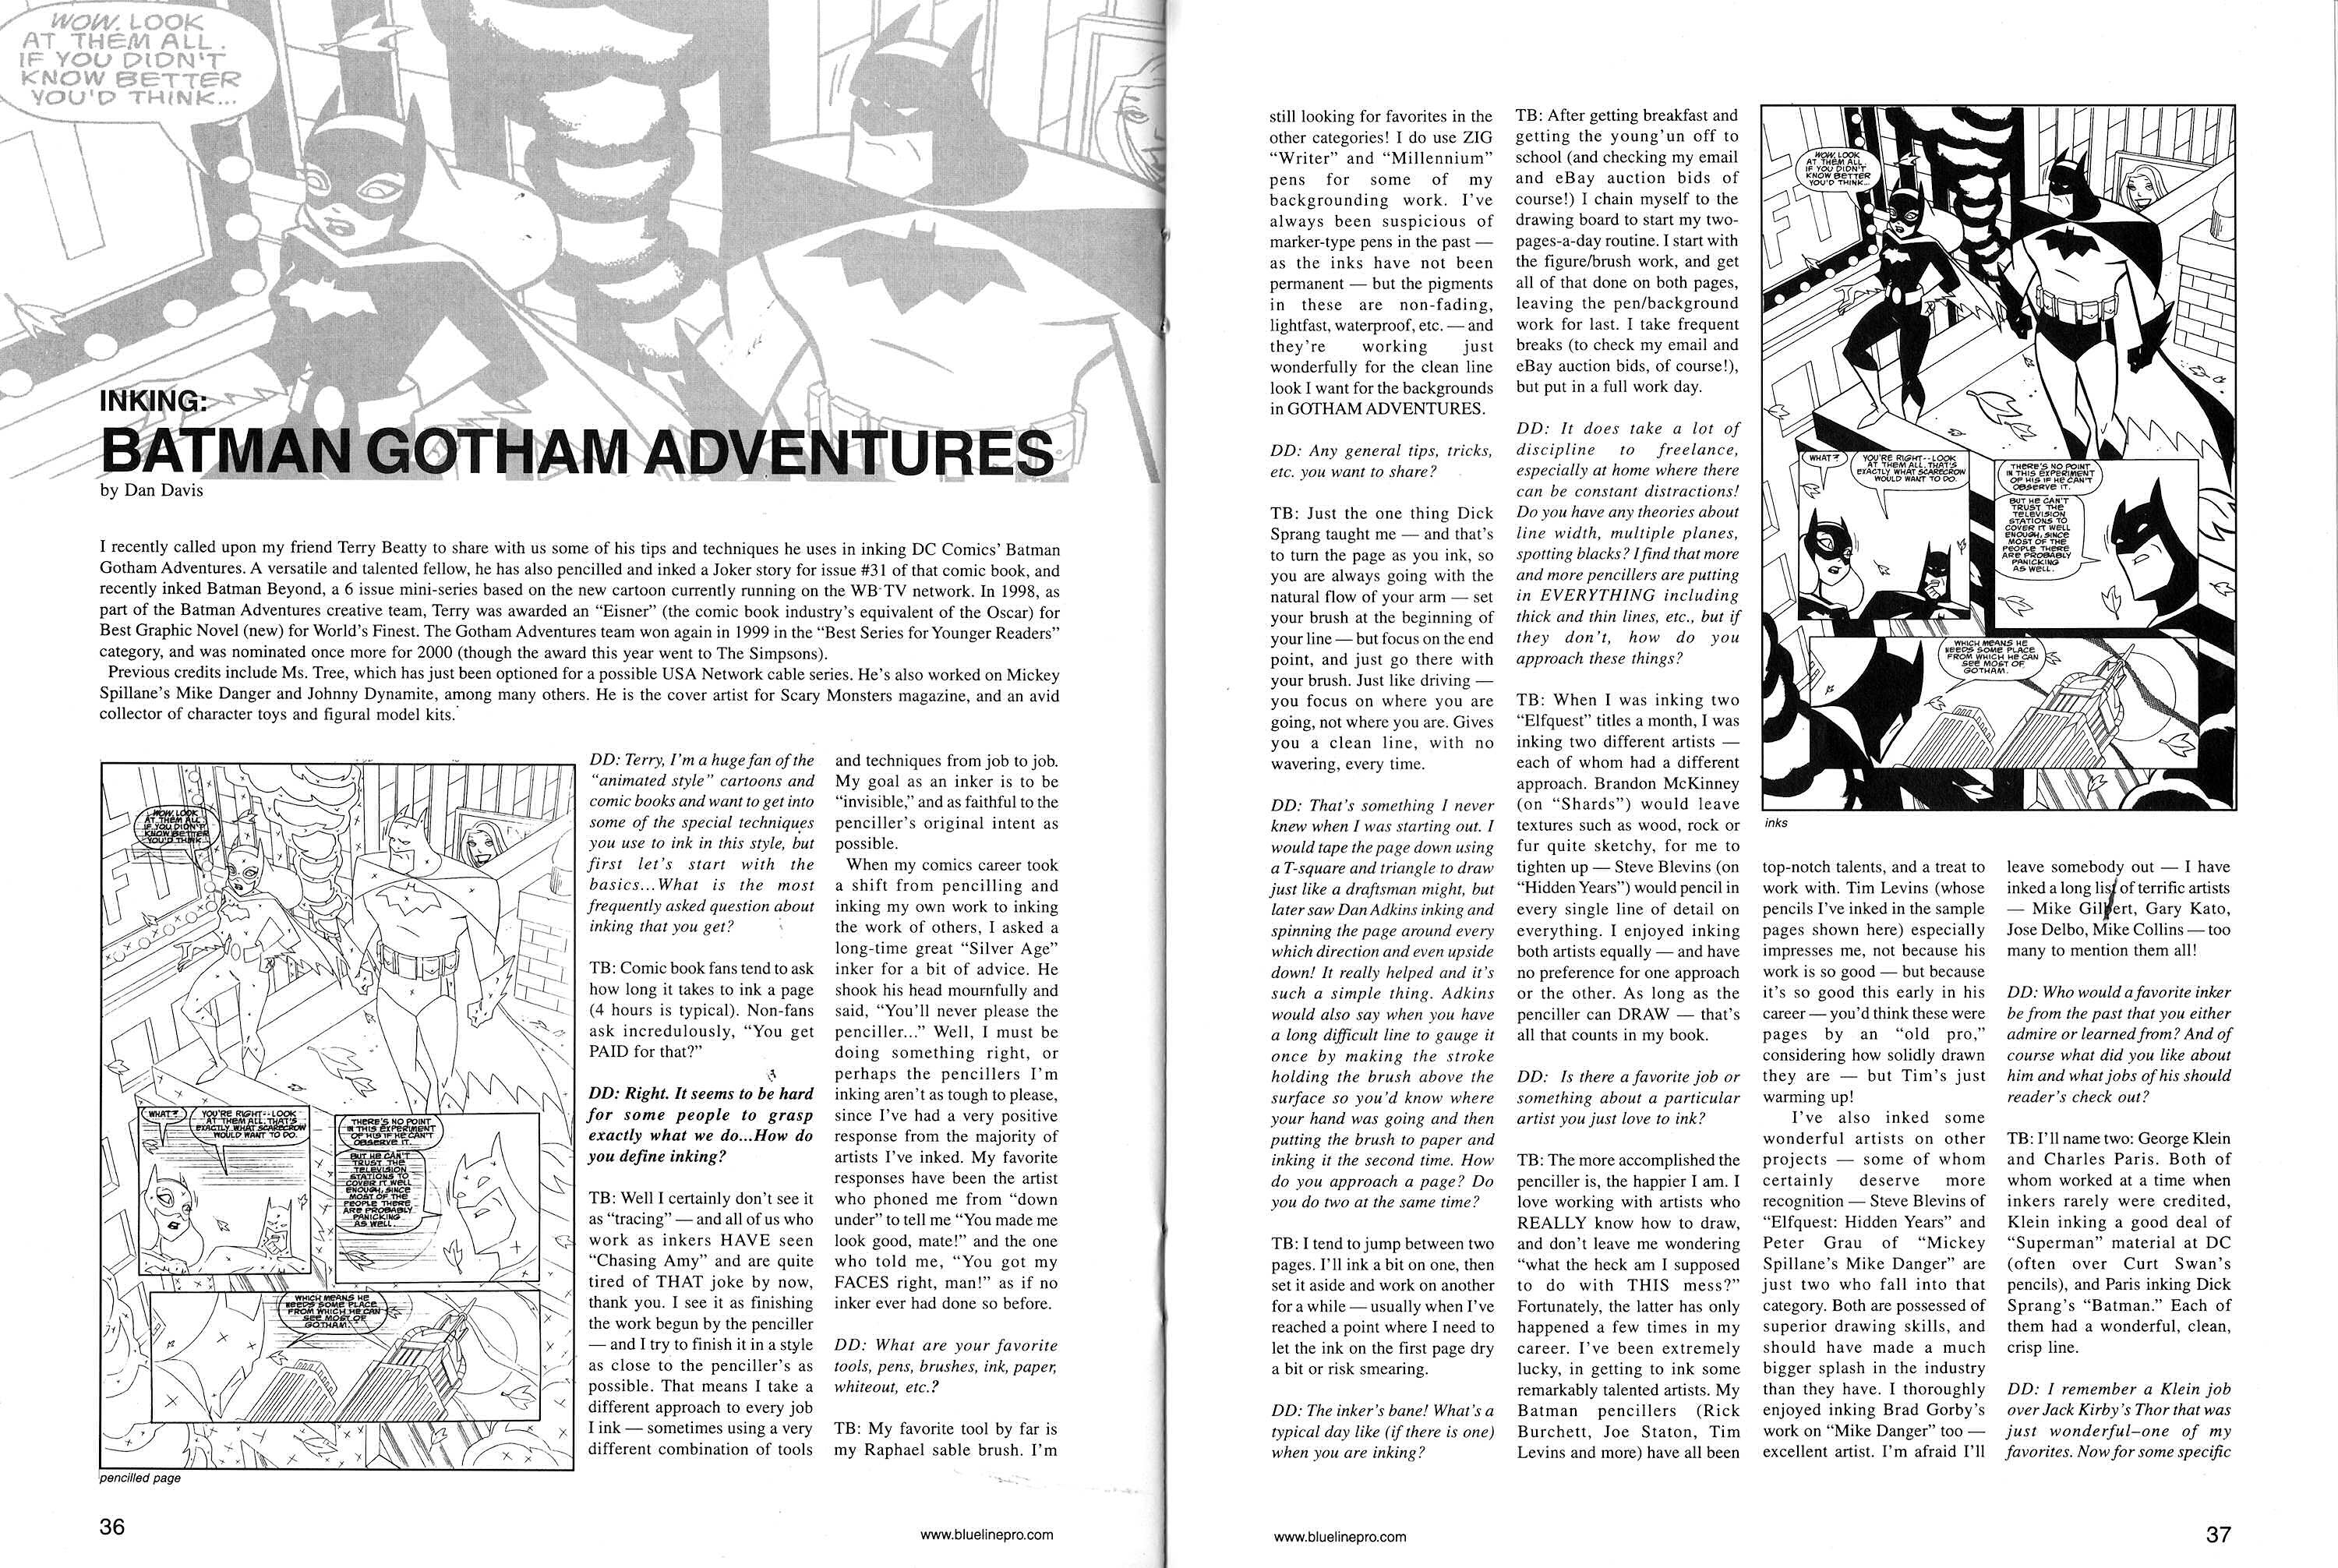 WOW. LOOK
AT THEM ALL.
IF YOU DIDN'T
KNOW BETTER
YOU'D THINK...
INKING:
BATMAN GOTHAM ADVENTURES
by Dan Davis
I recently called upon my friend Terry Beatty to share with us some of his tips and techniques he uses in inking DC Comics' Batman
Gotham Adventures. A versatile and talented fellow, he has also pencilled and inked a Joker story for issue #31 of that comic book, and
recently inked Batman Beyond, a 6 issue mini-series based on the new cartoon currently running on the WB TV network. In 1998, as
part of the Batman Adventures creative team, Terry was awarded an “Eisner” (the comic book industry's equivalent of the Oscar) for
Best Graphic Novel (new) for World's Finest. The Gotham Adventures team won again in 1999 in the “Best Series for Younger Readers”
category, and was nominated once more for 2000 (though the award this year went to The Simpsons).
Previous credits include Ms. Tree, which has just been optioned for a possible USA Network cable series. He's also worked on Mickey
Spillane's Mike Danger and Johnny Dynamite, among many others. He is the cover artist for Scary Monsters magazine, and an avid
collector of character toys and figural model kits.
WOW. LOOK
AT THEM ALL.
IF YOU DIDN'T
KNOW BETTER
YOU'D THINK...
WHAT?
YOU'RE RIGHT--LOOK
AT THEM ALL. THAT'S
EXACTLY WHAT SCARECROW
WOULD WANT TO DO.
THERE'S NO POINT
IN THIS EXPERIMENT
OF HIS IF HE CAN'T
OBSERVE IT.
BUT HE CAN'T
TRUST THE
TELEVISION
STATIONS TO
COVER IT WELL
ENOUGH, SINCE
MOST OF THE
PEOPLE THERE
ARE PROBABLY
PANICKING
AS WELL.
WHICH MEANS HE
NEEDS SOME PLACE
FROM WHICH HE CAN
SEE MOST OF
GOTHAM.
pencilled page
DD: Terry, I'm a huge fan of the
“animated style” cartoons and
comic books and want to get into
some of the special techniques
you use to ink in this style, but
first let's start with the
basics...What is the most
frequently asked question about
inking that you get?
TB: Comic book fans tend to ask
how long it takes to ink a page
(4 hours is typical). Non-fans
ask incredulously, “You get
PAID for that?”
DD: Right. It seems to be hard
for some people to grasp
exactly what we do...How do
you define inking?
TB: Well I certainly don't see it
as “tracing” — and all of us who
work as inkers HAVE seen
“Chasing Amy” and are quite
tired of THAT joke by now,
thank you. I see it as finishing
the work begun by the penciller
— and I try to finish it in a style
as close to the penciller's as
possible. That means I take a
different approach to every job
I ink — sometimes using a very
different combination of tools
and techniques from job to job.
My goal as an inker is to be
“invisible,” and as faithful to the
penciller's original intent as
possible.
When my comics career took
a shift from pencilling and
inking my own work to inking
the work of others, I asked a
long-time great “Silver Age”
inker for a bit of advice. He
shook his head mournfully and
said, “You'll never please the
penciller...” Well, I must be
doing something right, or
perhaps the pencillers I'm
inking aren't as tough to please,
since I've had a very positive
response from the majority of
artists I've inked. My favorite
responses have been the artist
who phoned me from “down
under” to tell me “You made me
look good, mate!” and the one
who told me, “You got my
FACES right, man!” as if no
inker ever had done so before.
DD: What are your favorite
tools, pens, brushes, ink, paper,
whiteout, etc.?
TB: My favorite tool by far is
my Raphael sable brush. I'm
36
www.bluelinepro.com
still looking for favorites in the
other categories! I do use ZIG
“Writer” and “Millennium”
pens for some of my
backgrounding work. I've
always been suspicious of
marker-type pens in the past —
as the inks have not been
permanent — but the pigments
in these are non-fading,
lightfast, waterproof, etc. — and
they're working just
wonderfully for the clean line
look I want for the backgrounds
in GOTHAM ADVENTURES.
DD: Any general tips, tricks,
etc. you want to share?
TB: Just the one thing Dick
Sprang taught me — and that's
to turn the page as you ink, so
you are always going with the
natural flow of your arm — set
your brush at the beginning of
your line — but focus on the end
point, and just go there with
your brush. Just like driving —
you focus on where you are
going, not where you are. Gives
you a clean line, with no
wavering, every time.
DD: That's something I never
knew when I was starting out. I
would tape the page down using
a T-square and triangle to draw
just like a draftsman might, but
later saw Dan Adkins inking and
spinning the page around every
which direction and even upside
down! It really helped and it's
such a simple thing. Adkins
would also say when you have
a long difficult line to gauge it
once by making the stroke
holding the brush above the
surface so you'd know where
your hand was going and then
putting the brush to paper and
inking it the second time. How
do you approach a page? Do
you do two at the same time?
TB: I tend to jump between two
pages. I'll ink a bit on one, then
set it aside and work on another
for a while — usually when I've
reached a point where I need to
let the ink on the first page dry
a bit or risk smearing.
DD: The inker's bane! What's a
typical day like (if there is one)
when you are inking?
TB: After getting breakfast and
getting the young'un off to
school (and checking my email
and eBay auction bids of
course!) I chain myself to the
drawing board to start my two-
pages-a-day routine. I start with
the figure/brush work, and get
all of that done on both pages,
leaving the pen/background
work for last. I take frequent
breaks (to check my email and
eBay auction bids, of course!),
but put in a full work day.
DD: It does take a lot of
discipline to freelance,
especially at home where there
can be constant distractions!
Do you have any theories about
line width, multiple planes,
spotting blacks? I find that more
and more pencillers are putting
in EVERYTHING including
thick and thin lines, etc., but if
they don't, how do you
approach these things?
TB: When I was inking two
“Elfquest” titles a month, I was
inking two different artists —
each of whom had a different
approach. Brandon McKinney
(on “Shards”) would leave
textures such as wood, rock or
fur quite sketchy, for me to
tighten up — Steve Blevins (on
“Hidden Years”) would pencil in
every single line of detail on
everything. I enjoyed inking
both artists equally — and have
no preference for one approach
or the other. As long as the
penciller can DRAW — that's
all that counts in my book.
DD: Is there a favorite job or
something about a particular
artist you just love to ink?
TB: The more accomplished the
penciller is, the happier I am. I
love working with artists who
REALLY know how to draw,
and don't leave me wondering
“what the heck am I supposed
to do with THIS mess?”
Fortunately, the latter has only
happened a few times in my
career. I've been extremely
lucky, in getting to ink some
remarkably talented artists. My
Batman pencillers (Rick
Burchett, Joe Staton, Tim
Levins and more) have all been
WOW. LOOK
AT THEM ALL.
IF YOU DIDN'T
KNOW BETTER
YOU'D THINK...
WHAT?
YOU'RE RIGHT--LOOK
AT THEM ALL. THAT'S
EXACTLY WHAT SCARECROW
WOULD WANT TO DO.
THERE'S NO POINT
IN THIS EXPERIMENT
OF HIS IF HE CAN'T
OBSERVE IT.
BUT HE CAN'T
TRUST THE
TELEVISION
STATIONS TO
COVER IT WELL
ENOUGH, SINCE
MOST OF THE
PEOPLE THERE
ARE PROBABLY
PANICKING
AS WELL.
WHICH MEANS HE
NEEDS SOME PLACE
FROM WHICH HE CAN
SEE MOST OF
GOTHAM.
inks
top-notch talents, and a treat to
work with. Tim Levins (whose
pencils I've inked in the sample
pages shown here) especially
impresses me, not because his
work is so good — but because
it's so good this early in his
career — you'd think these were
pages by an “old pro,”
considering how solidly drawn
they are — but Tim's just
warming up!
I've also inked some
wonderful artists on other
projects — some of whom
certainly deserve more
recognition — Steve Blevins of
“Elfquest: Hidden Years” and
Peter Grau of “Mickey
Spillane's Mike Danger” are
just two who fall into that
category. Both are possessed of
superior drawing skills, and
should have made a much
bigger splash in the industry
than they have. I thoroughly
enjoyed inking Brad Gorby's
work on “Mike Danger” too —
excellent artist. I'm afraid I'll
leave somebody out — I have
inked a long list of terrific artists
— Mike Gilbert, Gary Kato,
Jose Delbo, Mike Collins — too
many to mention them all!
DD: Who would a favorite inker
be from the past that you either
admire or learned from? And of
course what did you like about
him and what jobs of his should
reader's check out?
TB: I'll name two: George Klein
and Charles Paris. Both of
whom worked at a time when
inkers rarely were credited,
Klein inking a good deal of
“Superman” material at DC
(often over Curt Swan's
pencils), and Paris inking Dick
Sprang's “Batman.” Each of
them had a wonderful, clean,
crisp line.
DD: I remember a Klein job
over Jack Kirby's Thor that was
just wonderful–one of my
favorites. Now for some specific
www.bluelinepro.com
37